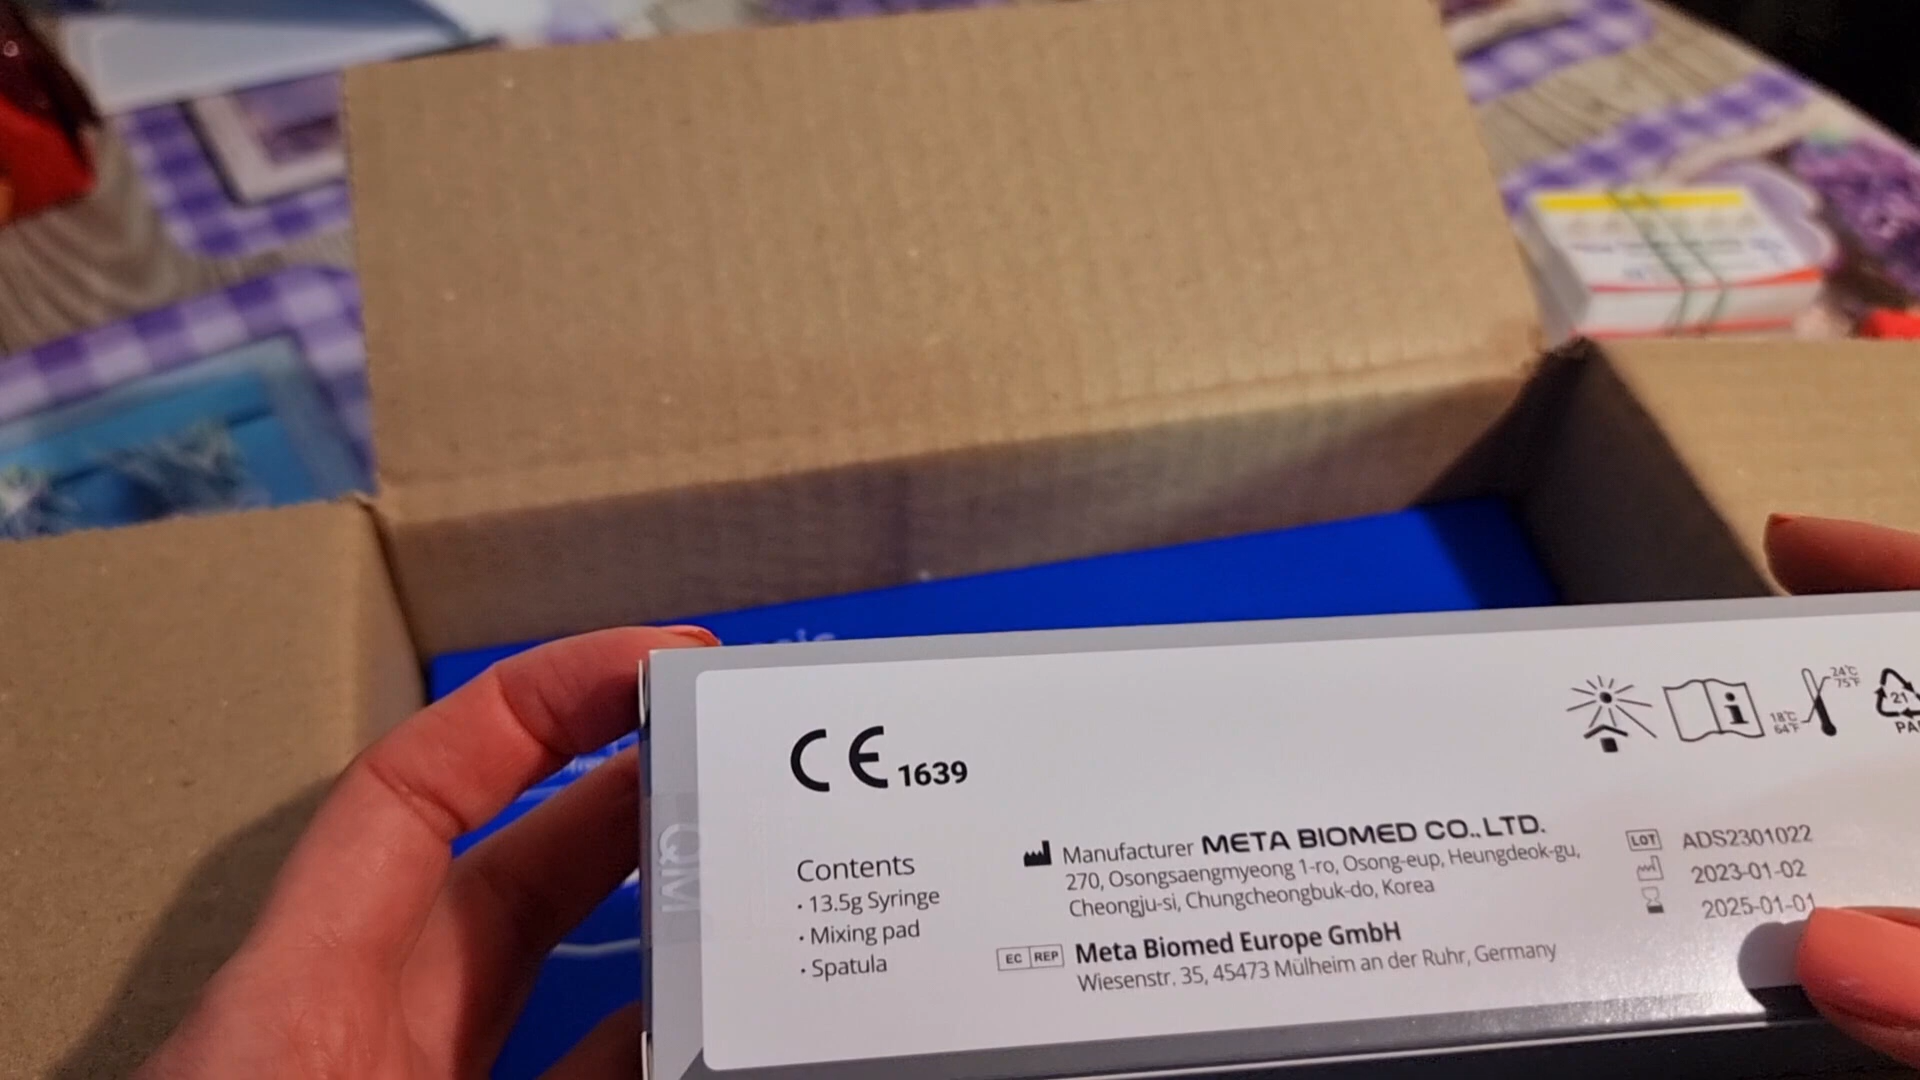 CE 1639
24°C
75°F
18°C
64°F
21
PA
Contents
· 13.5g Syringe
· Mixing pad
· Spatula
Manufacturer META BIOMED CO., LTD.
270, Osongsaengmyeong 1-ro, Osong-eup, Heungdeok-gu,
Cheongju-si, Chungcheongbuk-do, Korea
EC REP Meta Biomed Europe GmbH
Wiesenstr. 35, 45473 Mülheim an der Ruhr, Germany
LOT ADS2301022
2023-01-02
2025-01-01